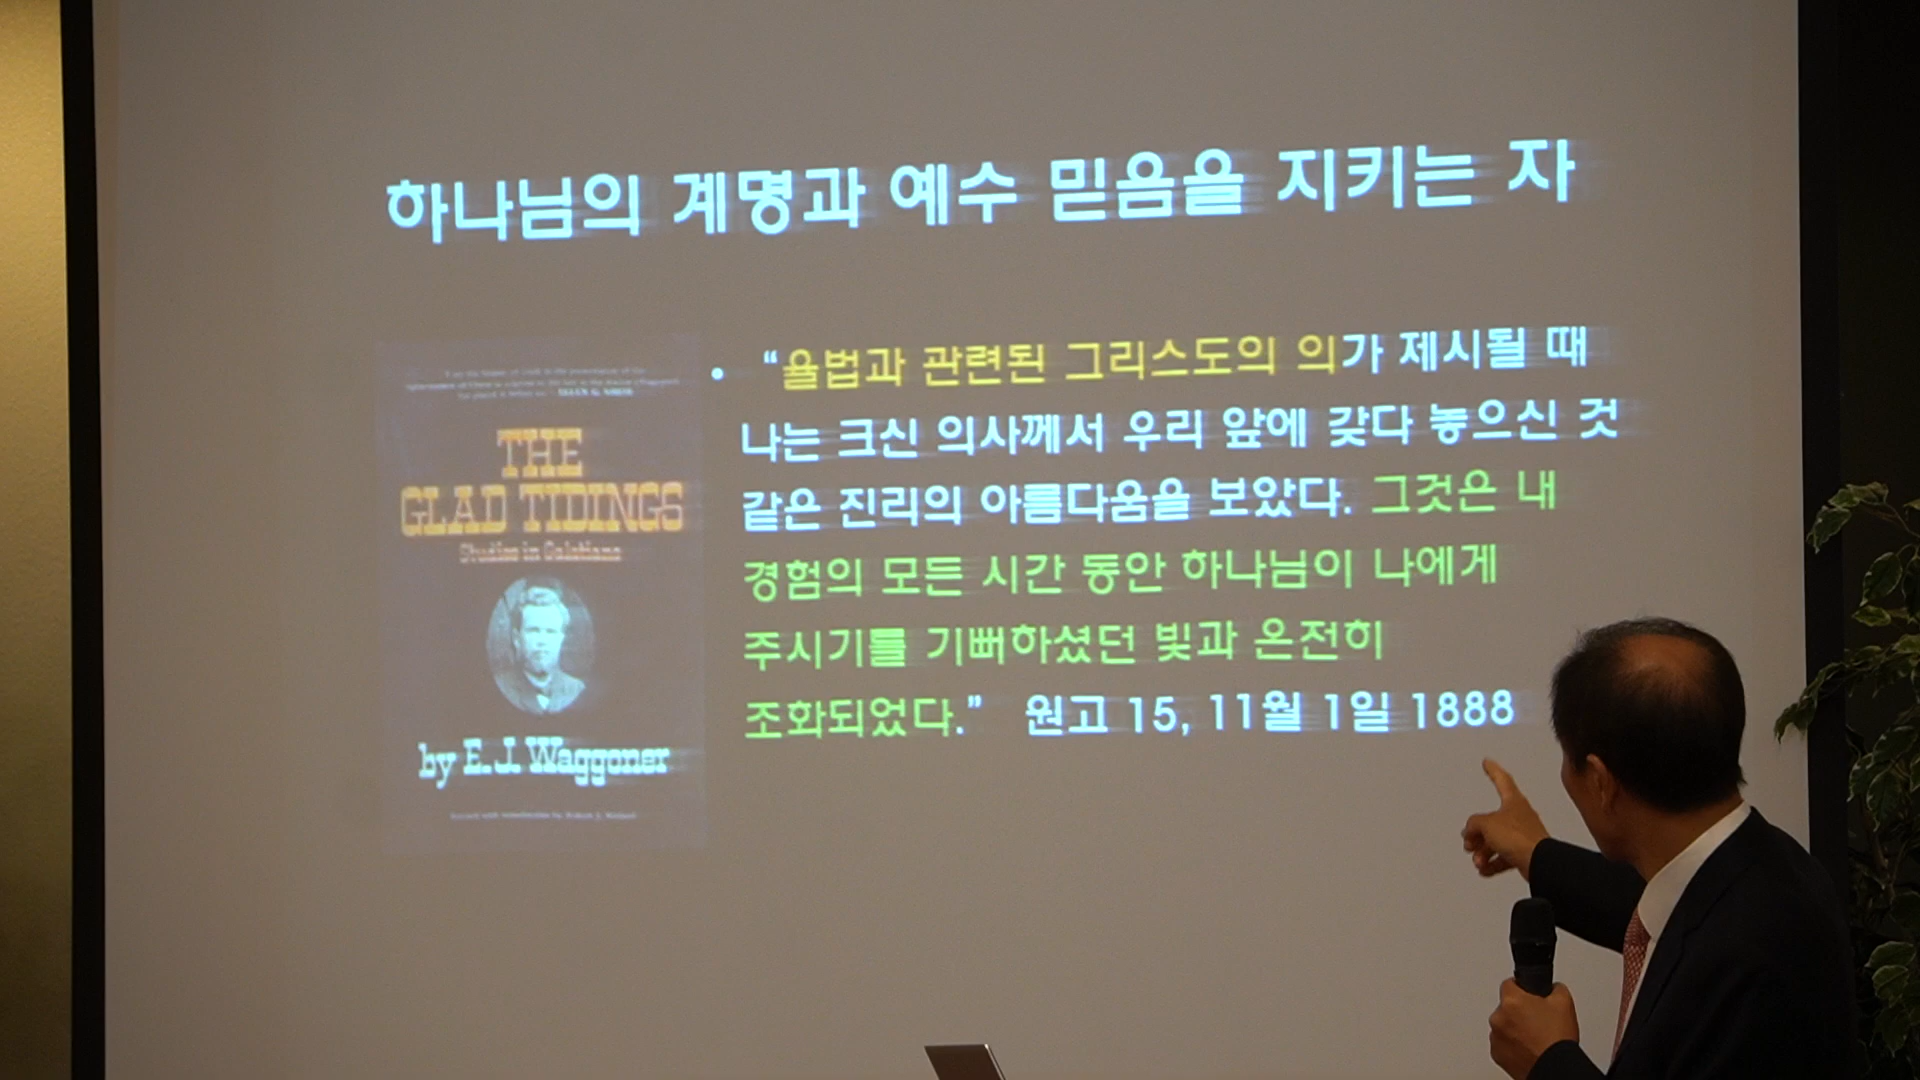 하나님의 계명과 예수 믿음을 지키는 자
THE
GLAD TIDINGS
Studies in Galatians
by E.J. Waggoner
• “율법과 관련된 그리스도의 의가 제시될 때
나는 크신 의사께서 우리 앞에 갖다 놓으신 것
같은 진리의 아름다움을 보았다. 그것은 내
경험의 모든 시간 동안 하나님이 나에게
주시기를 기뻐하셨던 빛과 온전히
조화되었다.” 원고 15, 11월 1일 1888